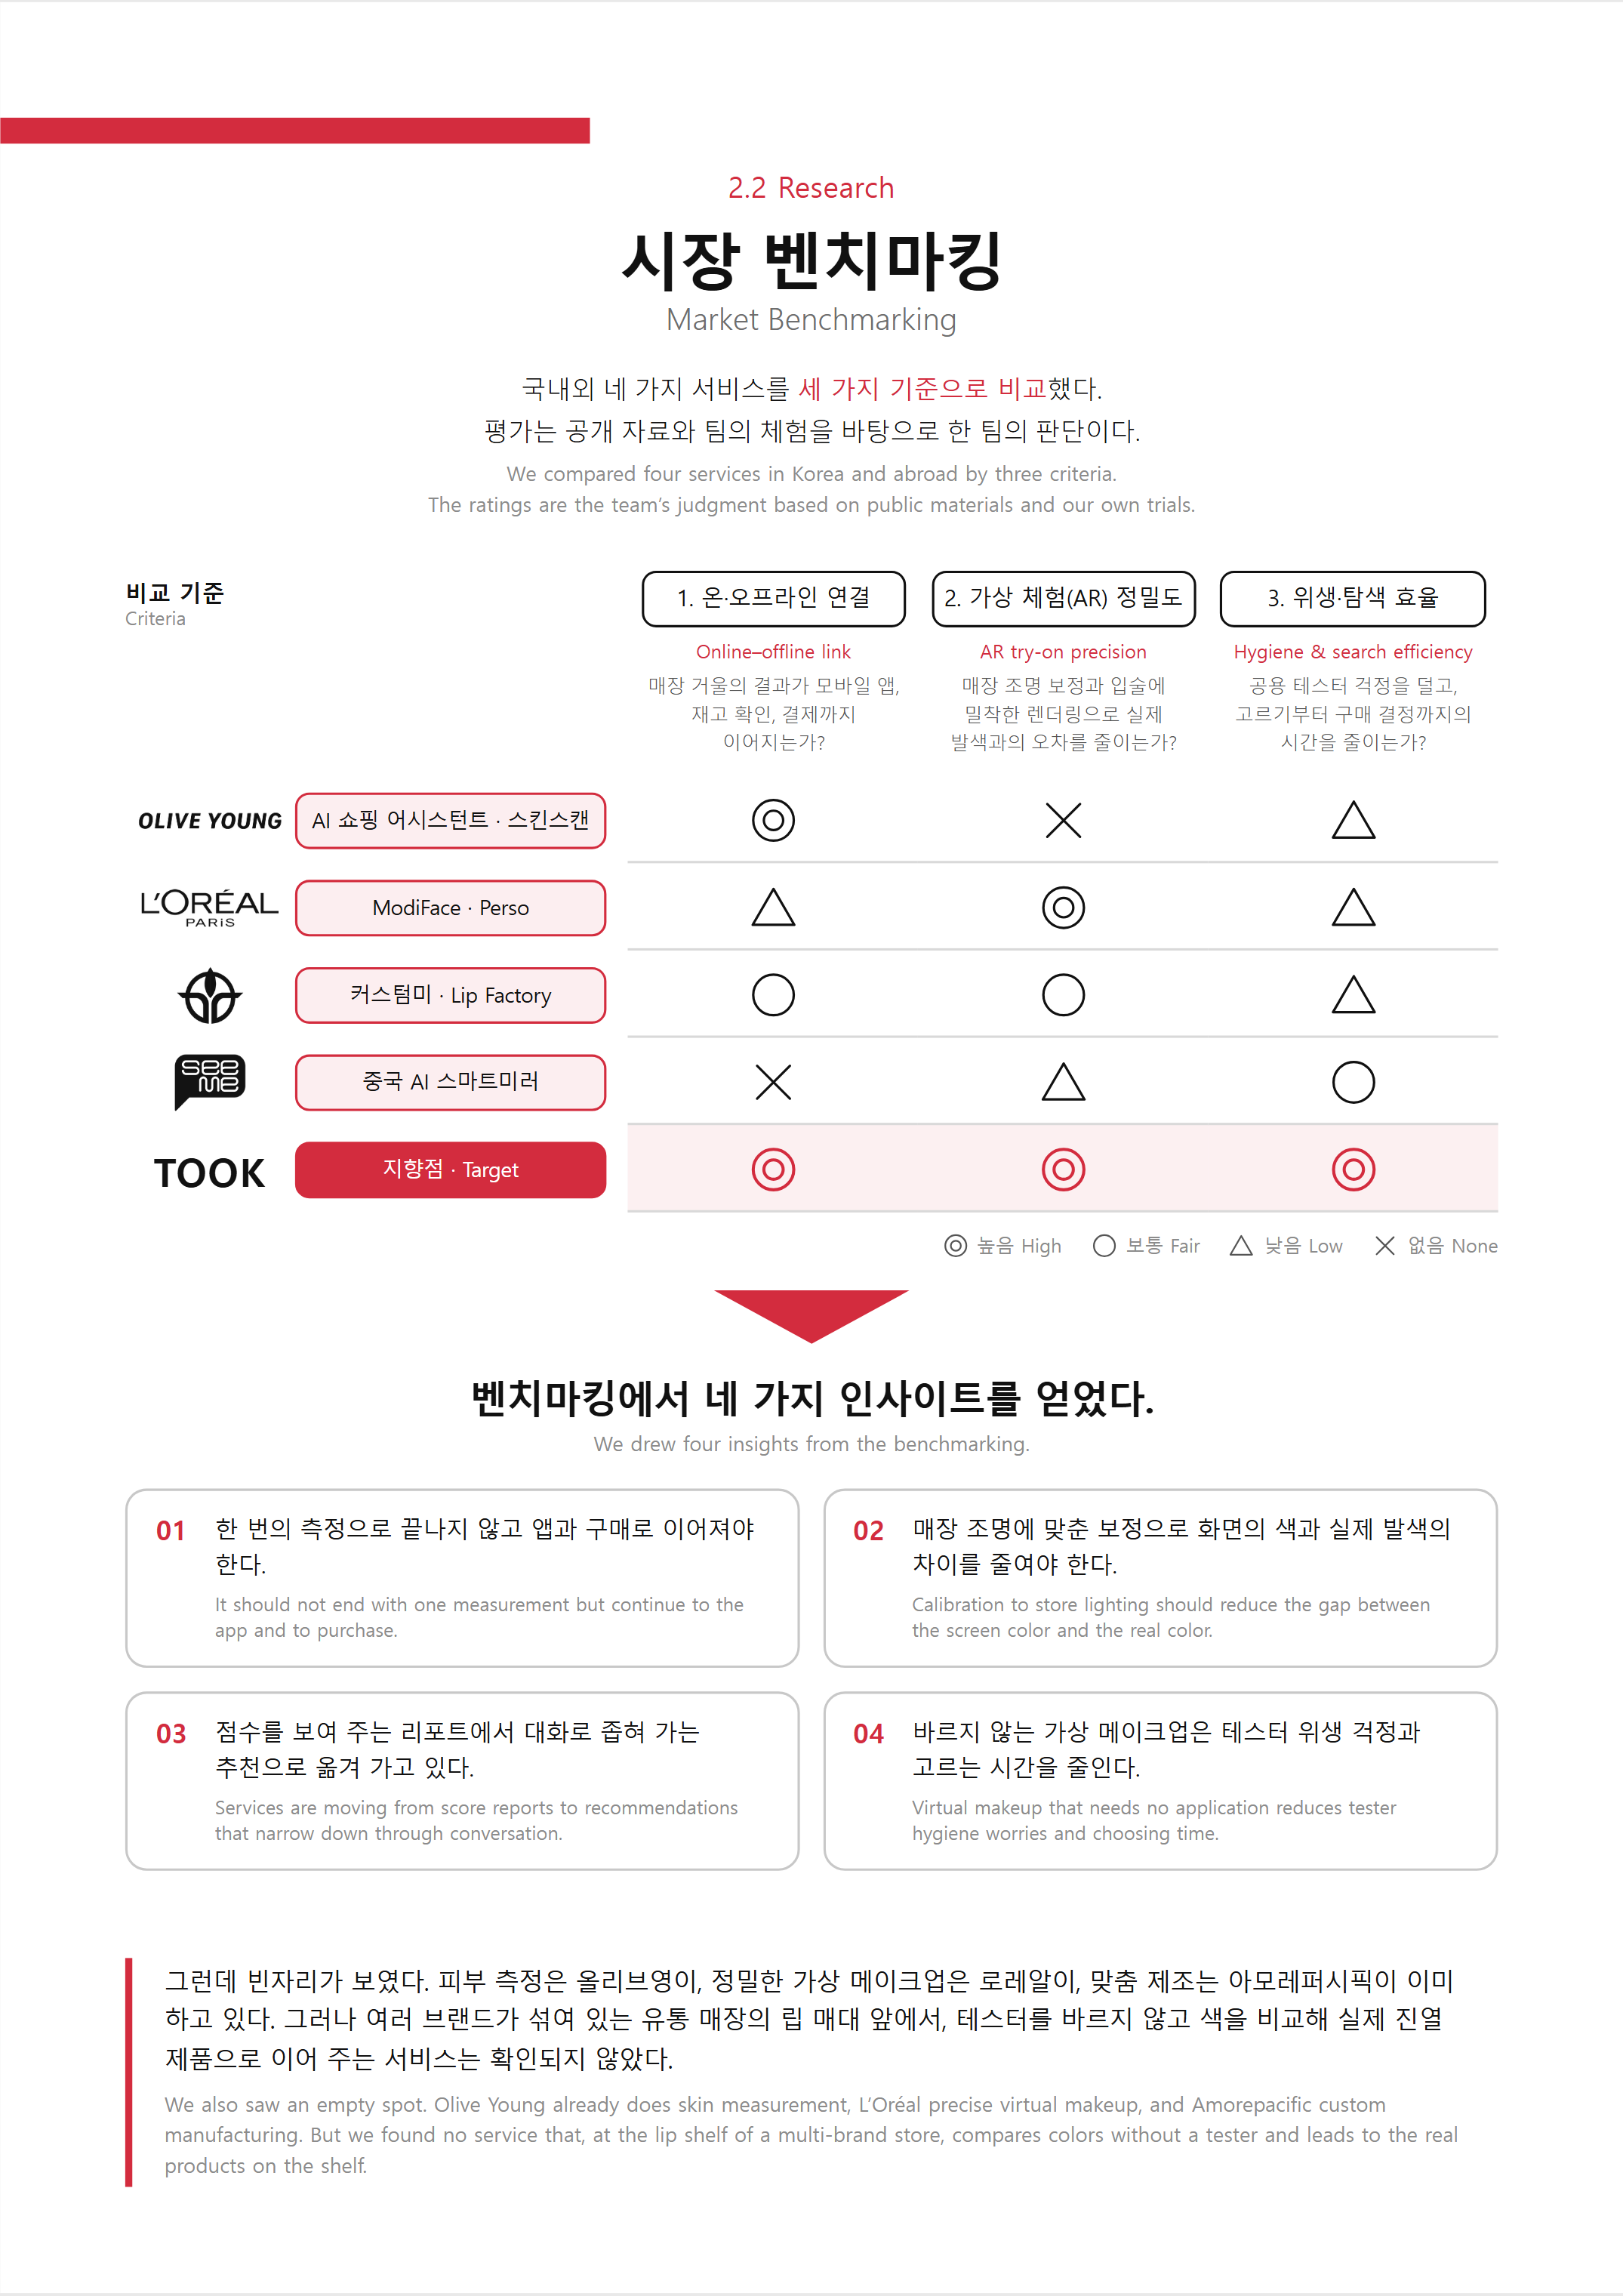 2.2 Research
시장 벤치마킹
Market Benchmarking
국내외 네 가지 서비스를 세 가지 기준으로 비교했다.
평가는 공개 자료와 팀의 체험을 바탕으로 한 팀의 판단이다.
We compared four services in Korea and abroad by three criteria.
The ratings are the team’s judgment based on public materials and our own trials.
비교 기준
Criteria
1. 온·오프라인 연결
Online–offline link
매장 거울의 결과가 모바일 앱,
재고 확인, 결제까지
이어지는가?
2. 가상 체험(AR) 정밀도
AR try-on precision
매장 조명 보정과 입술에
밀착한 렌더링으로 실제
발색과의 오차를 줄이는가?
3. 위생·탐색 효율
Hygiene & search efficiency
공용 테스터 걱정을 덜고,
고르기부터 구매 결정까지의
시간을 줄이는가?
OLIVE YOUNG
AI 쇼핑 어시스턴트 · 스킨스캔
L'ORÉAL
PARiS
ModiFace · Perso
커스텀미 · Lip Factory
SEE
ME
중국 AI 스마트미러
TOOK
지향점 · Target
높음 High
보통 Fair
낮음 Low
없음 None
벤치마킹에서 네 가지 인사이트를 얻었다.
We drew four insights from the benchmarking.
01
한 번의 측정으로 끝나지 않고 앱과 구매로 이어져야
한다.
It should not end with one measurement but continue to the
app and to purchase.
02
매장 조명에 맞춘 보정으로 화면의 색과 실제 발색의
차이를 줄여야 한다.
Calibration to store lighting should reduce the gap between
the screen color and the real color.
03
점수를 보여 주는 리포트에서 대화로 좁혀 가는
추천으로 옮겨 가고 있다.
Services are moving from score reports to recommendations
that narrow down through conversation.
04
바르지 않는 가상 메이크업은 테스터 위생 걱정과
고르는 시간을 줄인다.
Virtual makeup that needs no application reduces tester
hygiene worries and choosing time.
그런데 빈자리가 보였다. 피부 측정은 올리브영이, 정밀한 가상 메이크업은 로레알이, 맞춤 제조는 아모레퍼시픽이 이미
하고 있다. 그러나 여러 브랜드가 섞여 있는 유통 매장의 립 매대 앞에서, 테스터를 바르지 않고 색을 비교해 실제 진열
제품으로 이어 주는 서비스는 확인되지 않았다.
We also saw an empty spot. Olive Young already does skin measurement, L’Oréal precise virtual makeup, and Amorepacific custom
manufacturing. But we found no service that, at the lip shelf of a multi-brand store, compares colors without a tester and leads to the real
products on the shelf.